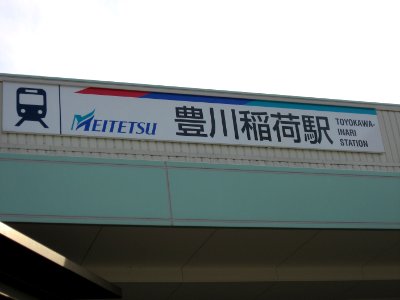 MEITETSU 豊川稲荷駅
TOYOKAWA-
INARI
STATION